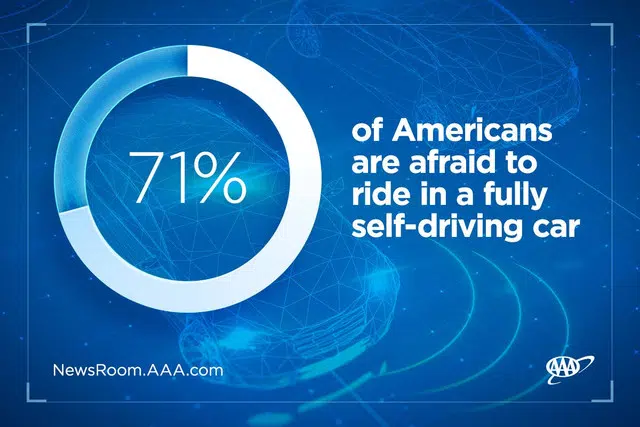 71%
of Americans
are afraid to
ride in a fully
self-driving car
NewsRoom.AAA.com
AAA